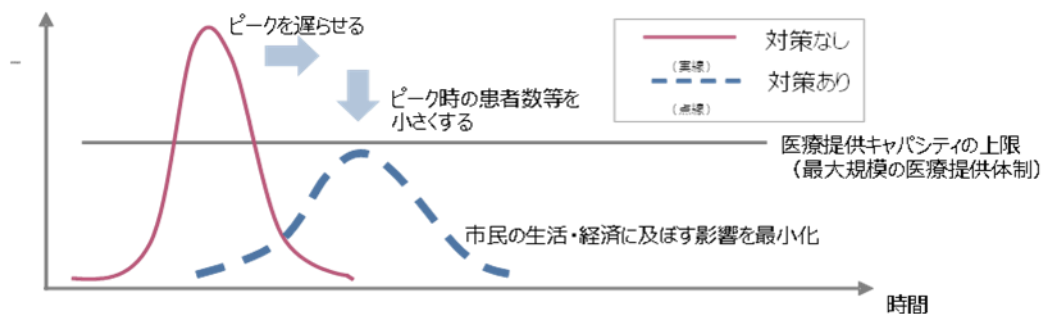 ピークを遅らせる
対策なし
(実線)
対策あり
(点線)
ピーク時の患者数等を
小さくする
医療提供キャパシティの上限
(最大規模の医療提供体制)
市民の生活・経済に及ぼす影響を最小化
時間